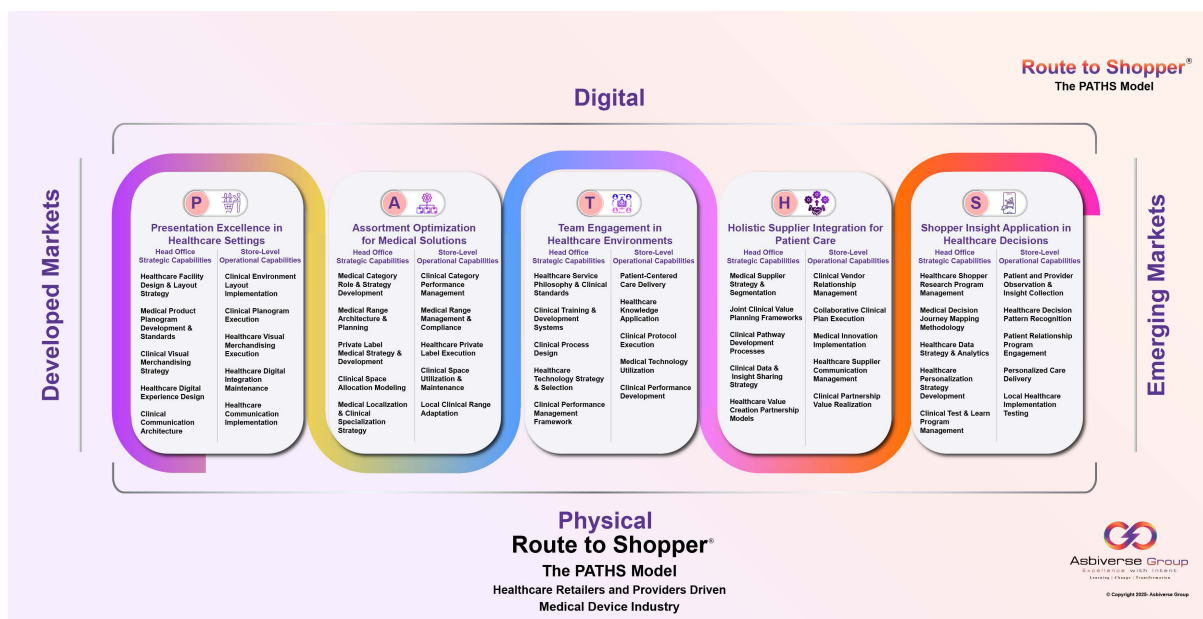 Route to Shopper®
The PATHS Model
Digital
Developed Markets
Emerging Markets
P
Presentation Excellence in
Healthcare Settings
Head Office
Strategic Capabilities
Healthcare Facility
Design & Layout
Strategy
Medical Product
Planogram
Development &
Standards
Clinical Visual
Merchandising
Strategy
Healthcare Digital
Experience Design
Clinical
Communication
Architecture
Store-Level
Operational Capabilities
Clinical Environment
Layout
Implementation
Clinical Planogram
Execution
Healthcare Visual
Merchandising
Execution
Healthcare Digital
Integration
Maintenance
Healthcare
Communication
Implementation
A
Assortment Optimization
for Medical Solutions
Head Office
Strategic Capabilities
Medical Category
Role & Strategy
Development
Medical Range
Architecture &
Planning
Private Label
Medical Strategy &
Development
Clinical Space
Allocation Modeling
Medical Localization
& Clinical
Specialization
Strategy
Store-Level
Operational Capabilities
Clinical Category
Performance
Management
Medical Range
Management &
Compliance
Healthcare Private
Label Execution
Clinical Space
Utilization &
Maintenance
Local Clinical Range
Adaptation
T
Team Engagement in
Healthcare Environments
Head Office
Strategic Capabilities
Healthcare Service
Philosophy & Clinical
Standards
Clinical Training &
Development
Systems
Clinical Process
Design
Healthcare
Technology Strategy
& Selection
Clinical Performance
Management
Framework
Store-Level
Operational Capabilities
Patient-Centered
Care Delivery
Healthcare
Knowledge
Application
Clinical Protocol
Execution
Medical Technology
Utilization
Clinical Performance
Development
H
Holistic Supplier Integration for
Patient Care
Head Office
Strategic Capabilities
Medical Supplier
Strategy &
Segmentation
Joint Clinical Value
Planning Frameworks
Clinical Pathway
Development
Processes
Clinical Data &
Insight Sharing
Strategy
Healthcare Value
Creation Partnership
Models
Store-Level
Operational Capabilities
Clinical Vendor
Relationship
Management
Collaborative Clinical
Plan Execution
Medical Innovation
Implementation
Healthcare Supplier
Communication
Management
Clinical Partnership
Value Realization
S
Shopper Insight Application in
Healthcare Decisions
Head Office
Strategic Capabilities
Healthcare Shopper
Research Program
Management
Medical Decision
Journey Mapping
Methodology
Healthcare Data
Strategy & Analytics
Healthcare
Personalization
Strategy
Development
Clinical Test & Learn
Program
Management
Store-Level
Operational Capabilities
Patient and Provider
Observation &
Insight Collection
Healthcare Decision
Pattern Recognition
Patient Relationship
Program
Engagement
Personalized Care
Delivery
Local Healthcare
Implementation
Testing
Physical
Route to Shopper®
The PATHS Model
Healthcare Retailers and Providers Driven
Medical Device Industry
Asbiverse Group
Excellence with Intent
Learning | Change | Transformation
© Copyright 2025- Asbiverse Group